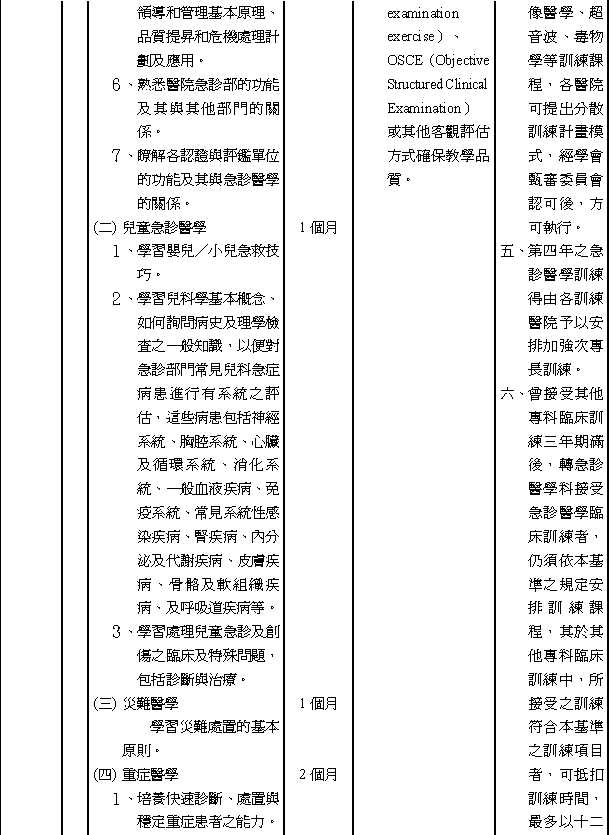 領導和管理基本原理、
品質提昇和危機處理計
劃及應用。
6、熟悉醫院急診部的功能
及其與其他部門的關
係。
7、瞭解各認證與評鑑單位
的功能及其與急診醫學
的關係。
(二) 兒童急診醫學
1、學習嬰兒／小兒急救技
巧。
2、學習兒科學基本概念、
如何詢問病史及理學檢
查之一般知識，以便對
急診部門常見兒科急症
病患進行有系統之評
估，這些病患包括神經
系統、胸腔系統、心臟
及循環系統、消化系
統、一般血液疾病、免
疫系統、常見系統性感
染疾病、腎疾病、內分
泌及代謝疾病、皮膚疾
病、骨骼及軟組織疾
病、及呼吸道疾病等。
3、學習處理兒童急診及創
傷之臨床及特殊問題，
包括診斷與治療。
(三) 災難醫學
學習災難處置的基本
原則。
(四) 重症醫學
1、培養快速診斷、處置與
穩定重症患者之能力。
1 個月
1 個月
2 個月
examination
exercise）、
OSCE（Objective
Structured Clinical
Examination）
或其他客觀評估
方式確保教學品
質。
像醫學、超
音波、毒物
學等訓練課
程，各醫院
可提出分散
訓練計畫模
式，經學會
甄審委員會
認可後，方
可執行。
五、第四年之急
診醫學訓練
得由各訓練
醫院予以安
排加強次專
長訓練。
六、曾接受其他
專科臨床訓
練三年期滿
後，轉急診
醫學科接受
急診醫學臨
床訓練者，
仍須依本基
準之規定安
排訓練課
程，其於其
他專科臨床
訓練中，所
接受之訓練
符合本基準
之訓練項目
者，可抵扣
訓練時間，
最多以十二